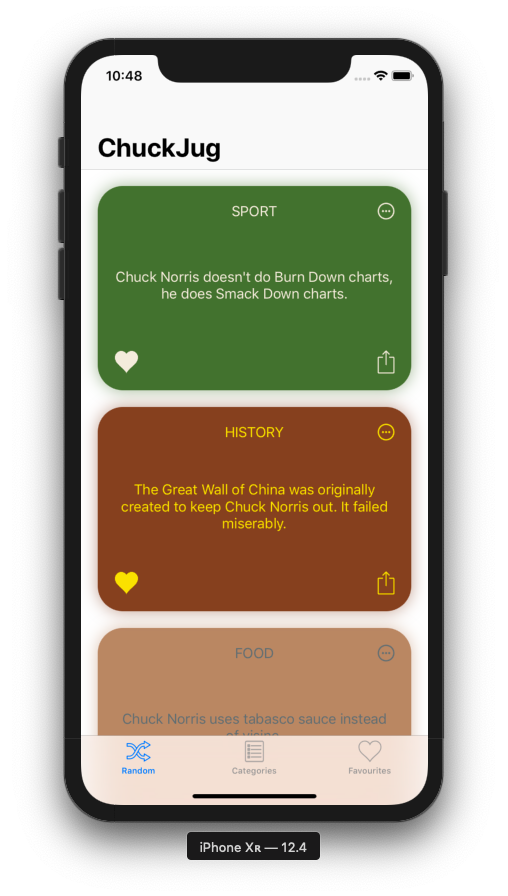 10:48
ChuckJug
SPORT
Chuck Norris doesn't do Burn Down charts,
he does Smack Down charts.
HISTORY
The Great Wall of China was originally
created to keep Chuck Norris out. It failed
miserably.
FOOD
Chuck Norris uses tabasco sauce instead
of visine.
Random
Categories
Favourites
iPhone Xʀ — 12.4